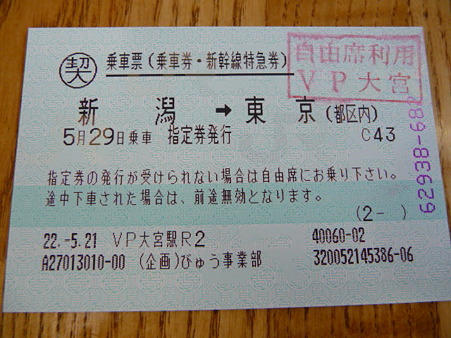 契 乗車票(乗車券・新幹線特急券)
自由席利用
VP大宮
新 潟 → 東 京 (都区内)
5月29日乗車 指定券発行 C43
指定券の発行が受けられない場合は自由席にお乗り下さい。
途中下車された場合は、前途無効となります。
(2- )
22.-5.21 VP大宮駅R2 40060-02
A27013010-00 (企画)びゅう事業部 320052145386-06
62938-682